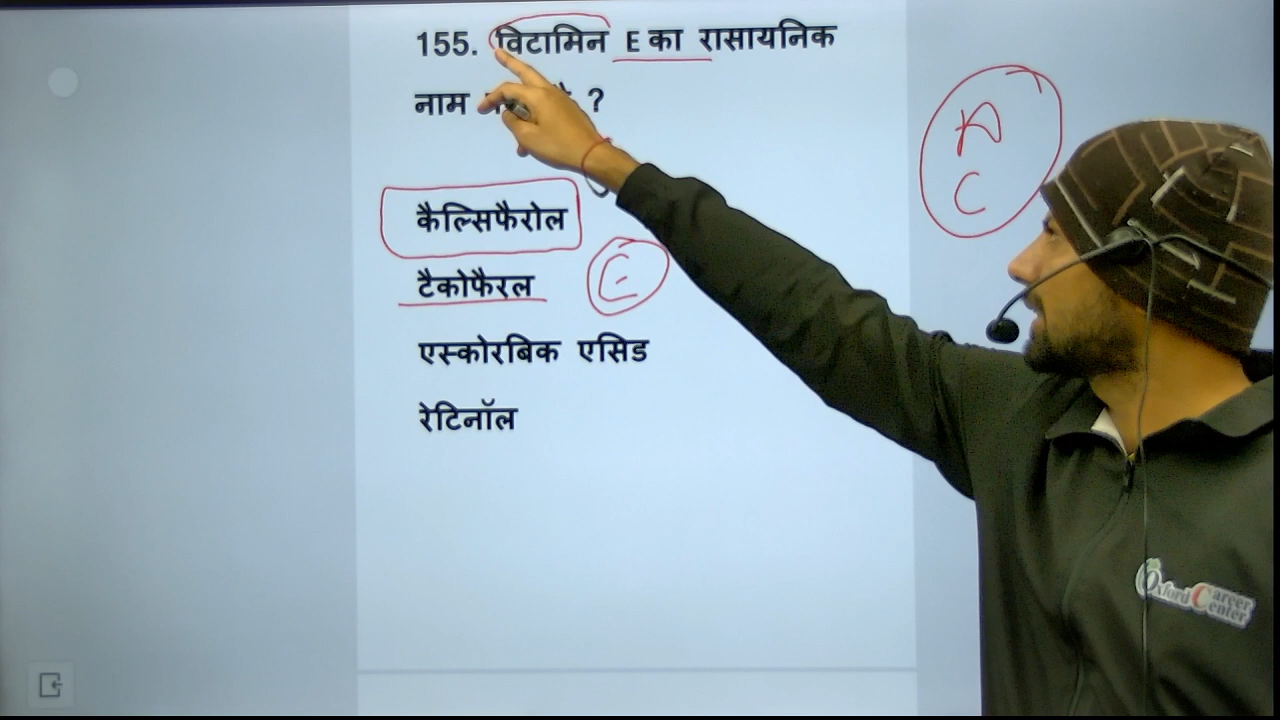 155. विटामिन E का रासायनिक
नाम ?
कैल्सिफैरोल
टैकोफैरल E
एस्कोरबिक एसिड
रेटिनॉल
A
C
Oxford Career Center